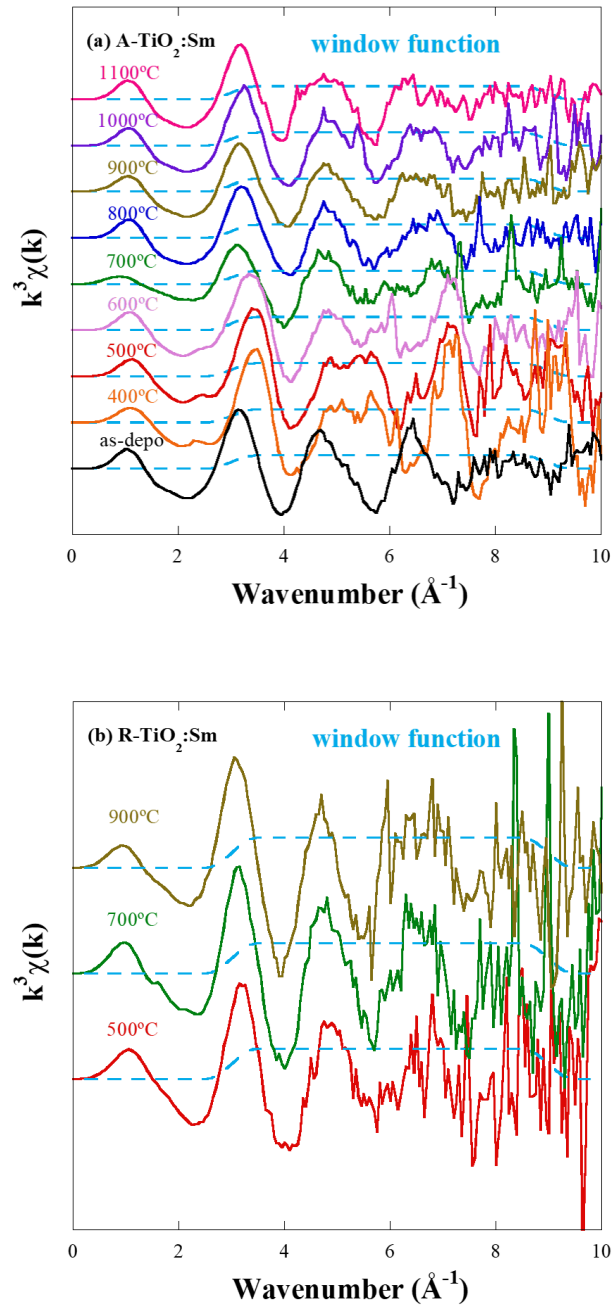 (a) A-TiO₂:Sm
window function
1100ºC
1000ºC
900ºC
800ºC
700ºC
600ºC
500ºC
400ºC
as-depo
k³χ(k)
0 2 4 6 8 10
Wavenumber (Å⁻¹)
(b) R-TiO₂:Sm
window function
900ºC
700ºC
500ºC
k³χ(k)
0 2 4 6 8 10
Wavenumber (Å⁻¹)